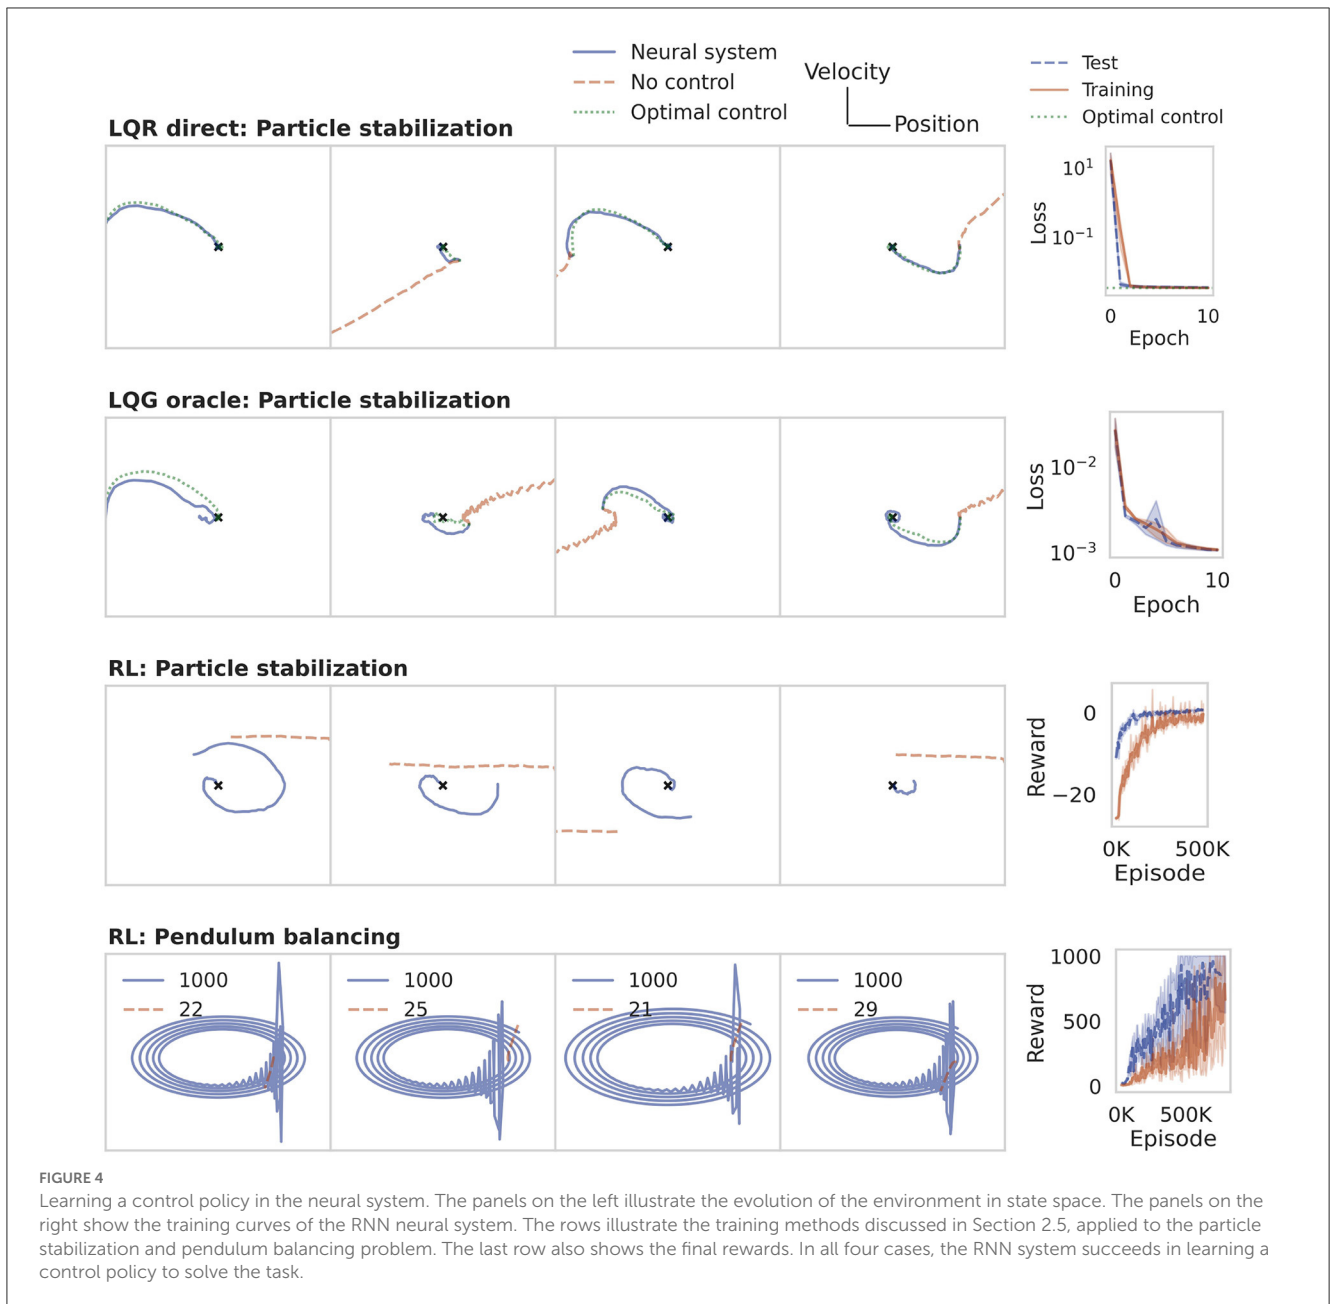 Neural system
No control
Optimal control
Velocity
Position
Test
Training
Optimal control
LQR direct: Particle stabilization
Loss
10¹
10⁻¹
0 10
Epoch
LQG oracle: Particle stabilization
Loss
10⁻²
10⁻³
0 10
Epoch
RL: Particle stabilization
Reward
0
−20
0K 500K
Episode
RL: Pendulum balancing
1000
22
1000
25
1000
21
1000
29
Reward
1000
500
0
0K 500K
Episode
FIGURE 4
Learning a control policy in the neural system. The panels on the left illustrate the evolution of the environment in state space. The panels on the
right show the training curves of the RNN neural system. The rows illustrate the training methods discussed in Section 2.5, applied to the particle
stabilization and pendulum balancing problem. The last row also shows the final rewards. In all four cases, the RNN system succeeds in learning a
control policy to solve the task.